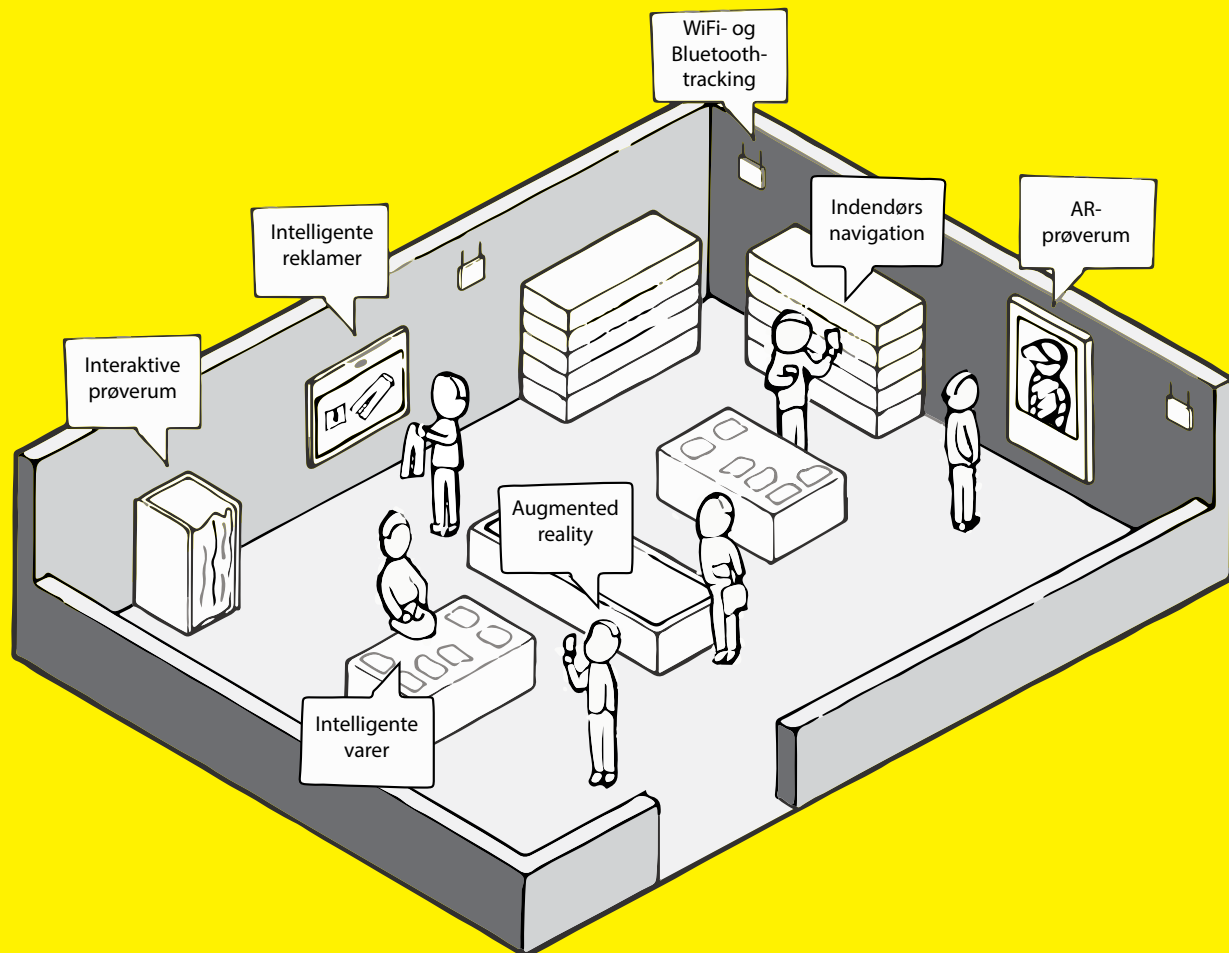 WiFi- og
Bluetooth-
tracking
Intelligente
reklamer
Indendørs
navigation
AR-
prøverum
Interaktive
prøverum
Augmented
reality
Intelligente
varer